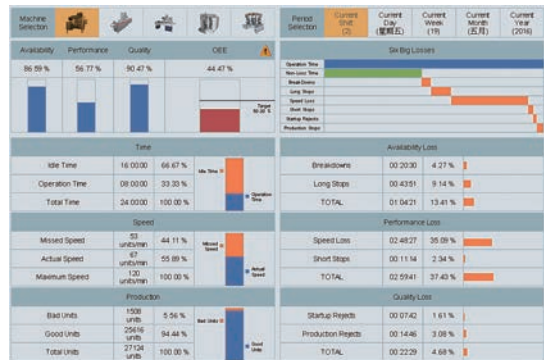 Machine Selection
Period Selection
Current Shift (2)
Current Day (星期五)
Current Week (19)
Current Month (五月)
Current Year (2016)
Availability Performance Quality OEE
86.59 % 56.77 % 90.47 % 44.47 %
Target
Six Big Losses
Operation Time
Non-Loss Time
Break Downs
Long Stops
Speed Loss
Short Stops
Startup Rejects
Production Stops
Time
Idle Time 16:00:00 66.67 %
Operation Time 08:00:00 33.33 %
Total Time 24:00:00 100.00 %
Idle Time
Operation Time
Availability Loss
Breakdowns 00:20:30 4.27 %
Long Stops 00:43:51 9.14 %
TOTAL 01:04:21 13.41 %
Speed
Missed Speed 53 units/min 44.11 %
Actual Speed 67 units/min 55.89 %
Maximum Speed 120 units/min 100.00 %
Missed Speed
Actual Speed
Performance Loss
Speed Loss 02:48:27 35.09 %
Short Stops 00:11:14 2.34 %
TOTAL 02:59:41 37.43 %
Production
Bad Units 1508 units 5.56 %
Good Units 25616 units 94.44 %
Total Units 27124 units 100.00 %
Bad Units
Good Units
Quality Loss
Startup Rejects 00:07:42 1.61 %
Production Rejects 00:14:46 3.08 %
TOTAL 00:22:29 4.68 %